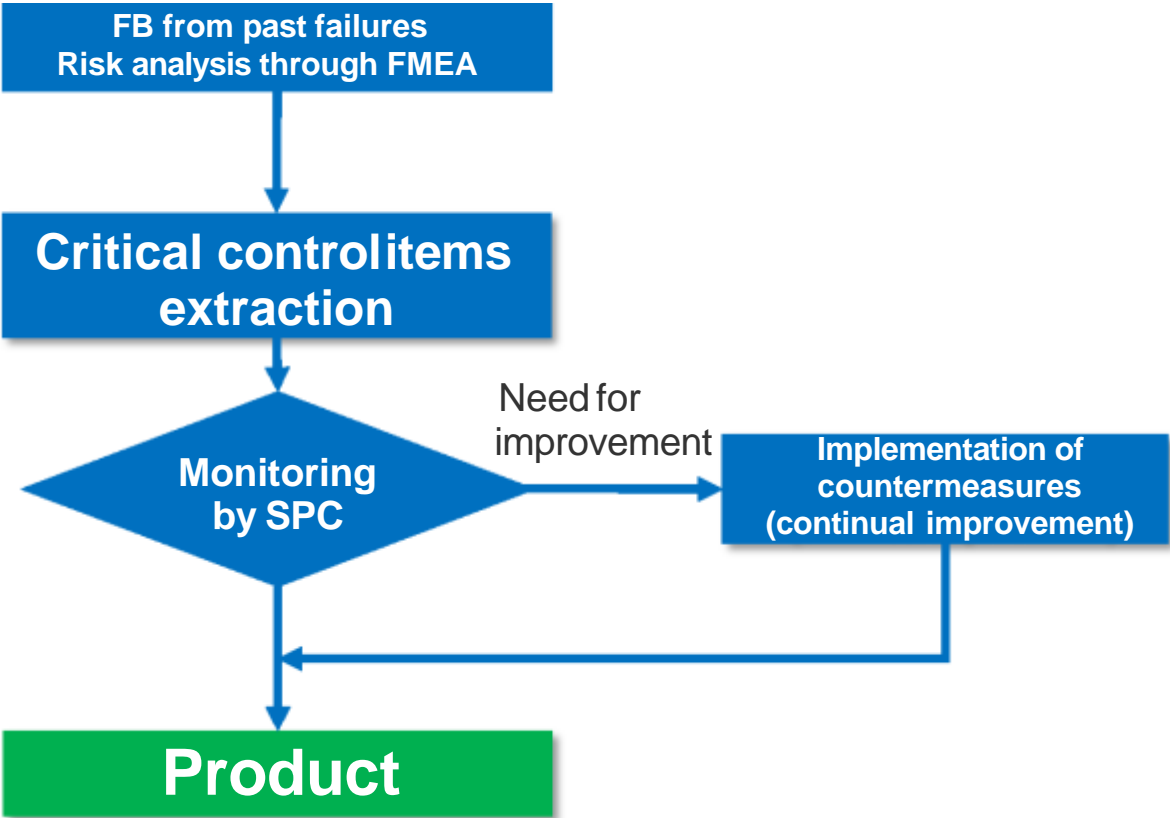 FB from past failures
Risk analysis through FMEA
Critical controlitems
extraction
Need for
improvement
Monitoring
by SPC
Implementation of
countermeasures
(continual improvement)
Product